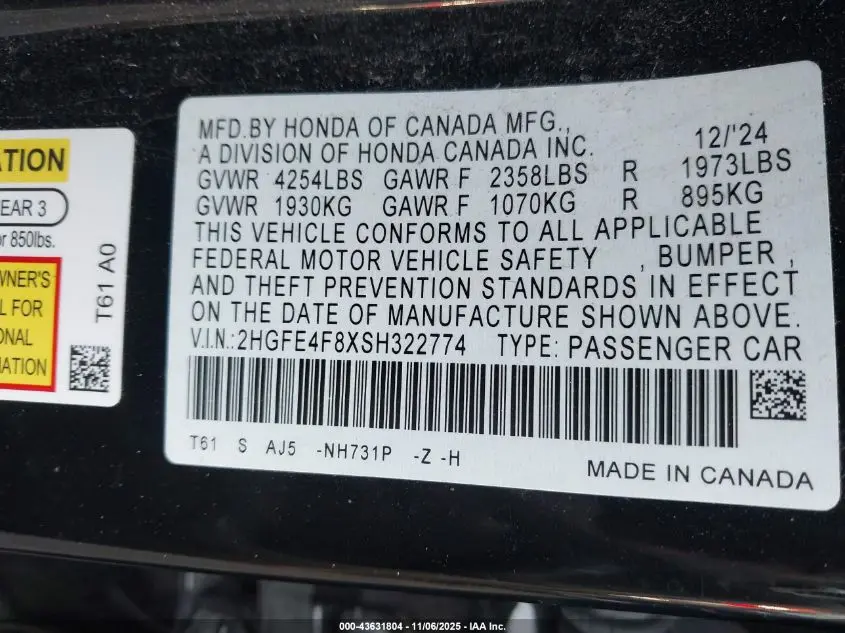 ATION
EAR 3
or 850lbs.
WNER'S
L FOR
ONAL
MATION
T61 A0
MFD.BY HONDA OF CANADA MFG., 12/'24
A DIVISION OF HONDA CANADA INC.
GVWR 4254LBS GAWR F 2358LBS R 1973LBS
GVWR 1930KG GAWR F 1070KG R 895KG
THIS VEHICLE CONFORMS TO ALL APPLICABLE
FEDERAL MOTOR VEHICLE SAFETY , BUMPER ,
AND THEFT PREVENTION STANDARDS IN EFFECT
ON THE DATE OF MANUFACTURE SHOWN ABOVE.
V.I.N.:2HGFE4F8XSH322774 TYPE: PASSENGER CAR
T61 S AJ5 -NH731P -Z -H
MADE IN CANADA
000-43631804 - 11/06/2025 - IAA Inc.